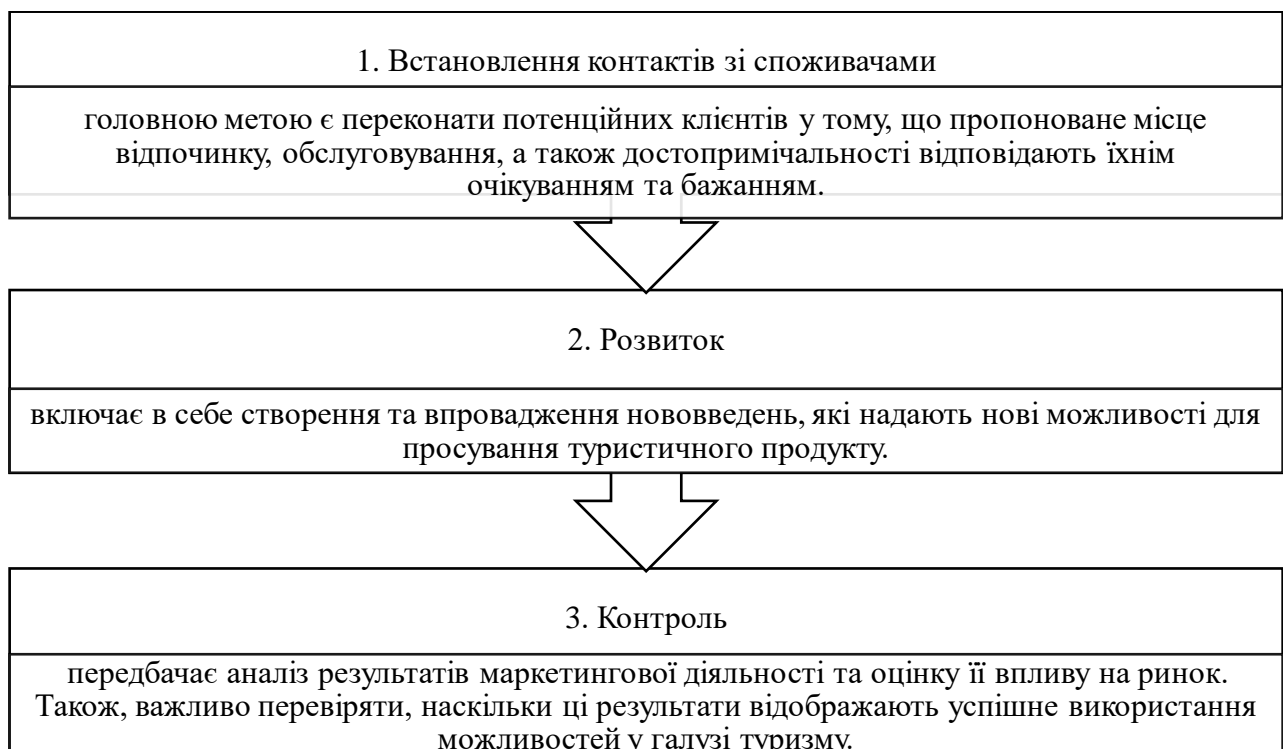 1. Встановлення контактів зі споживачами
головною метою є переконати потенційних клієнтів у тому, що пропоноване місце
відпочинку, обслуговування, а також достопримічальності відповідають їхнім
очікуванням та бажанням.
2. Розвиток
включає в себе створення та впровадження нововведень, які надають нові можливості для
просування туристичного продукту.
3. Контроль
передбачає аналіз результатів маркетингової діяльності та оцінку її впливу на ринок.
Також, важливо перевіряти, наскільки ці результати відображають успішне використання
можливостей у галузі туризму.